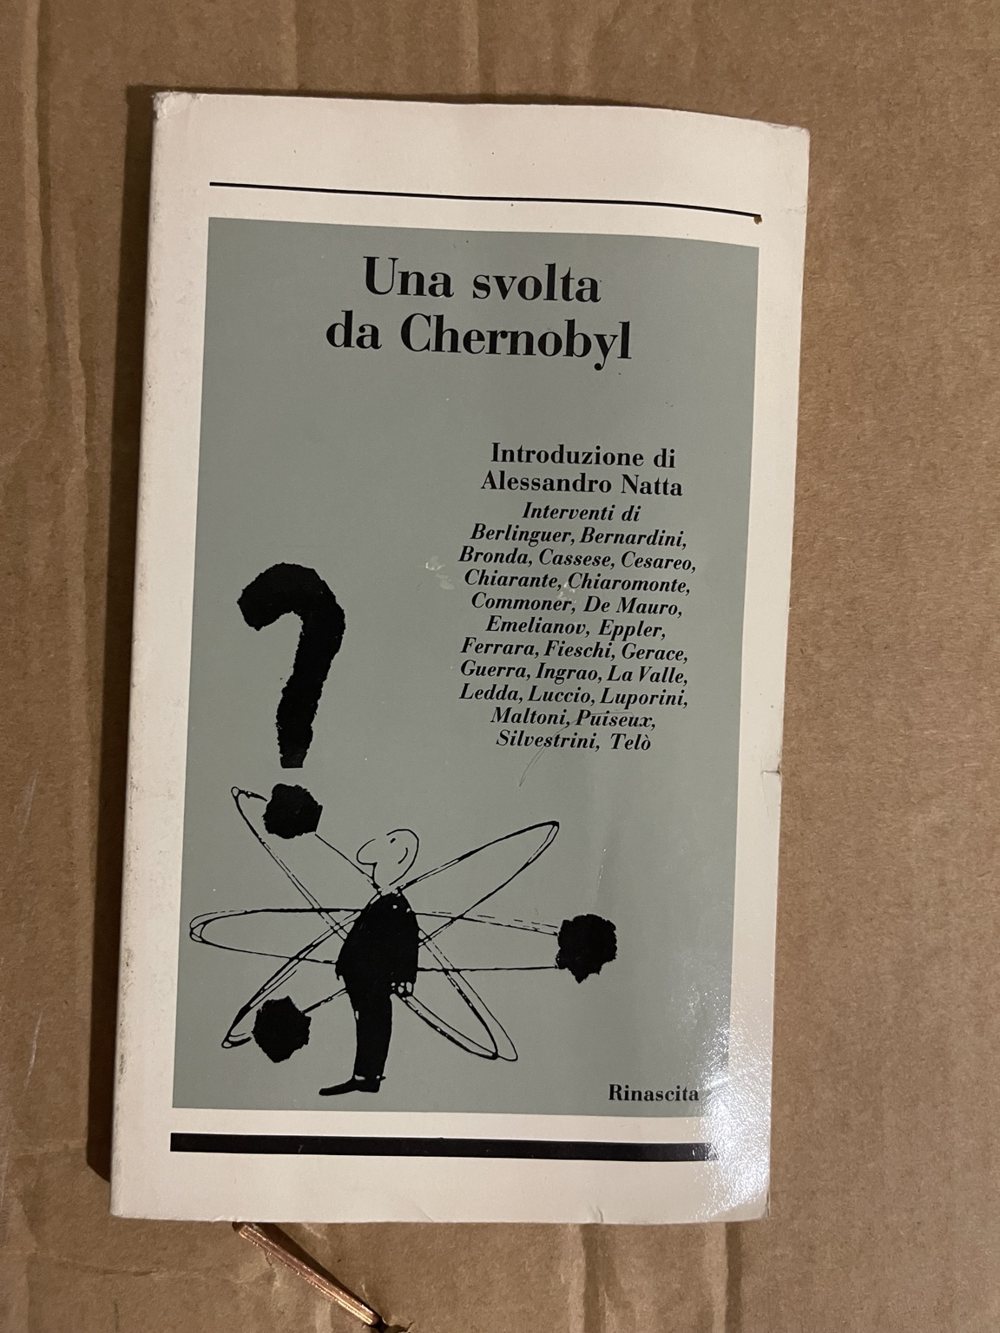 Una svolta
da Chernobyl
Introduzione di
Alessandro Natta
Interventi di
Berlinguer, Bernardini,
Bronda, Cassese, Cesareo,
Chiarante, Chiaromonte,
Commoner, De Mauro,
Emelianov, Eppler,
Ferrara, Fieschi, Gerace,
Guerra, Ingrao, La Valle,
Ledda, Luccio, Luporini,
Maltoni, Puiseux,
Silvestrini, Telò
Rinascita